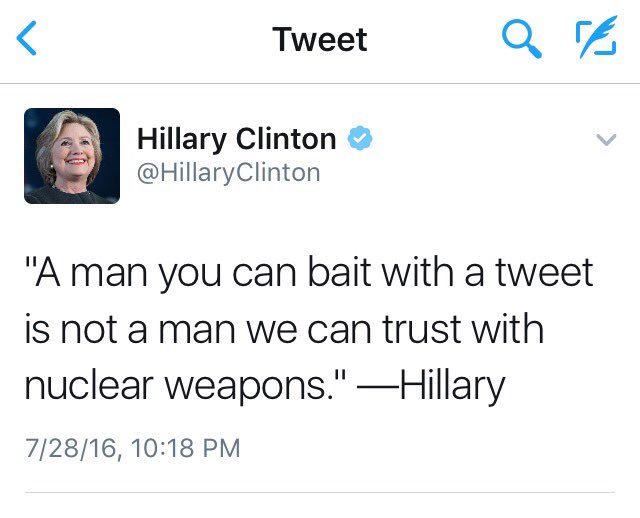 Tweet
Hillary Clinton
@HillaryClinton
"A man you can bait with a tweet
is not a man we can trust with
nuclear weapons." —Hillary
7/28/16, 10:18 PM